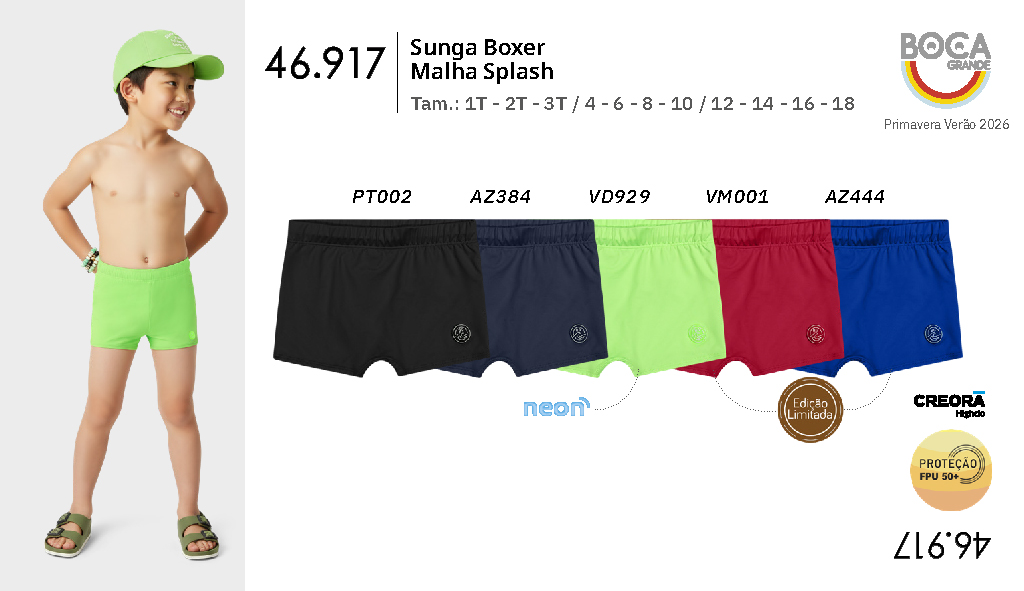 46.917
Sunga Boxer
Malha Splash
Tam.: 1T - 2T - 3T / 4 - 6 - 8 - 10 / 12 - 14 - 16 - 18
BOCA
GRANDE
Primavera Verão 2026
PT002
AZ384
VD929
VM001
AZ444
neon
Edição
Limitada
CREORA
Highclo
PROTEÇÃO
FPU 50+
46.917